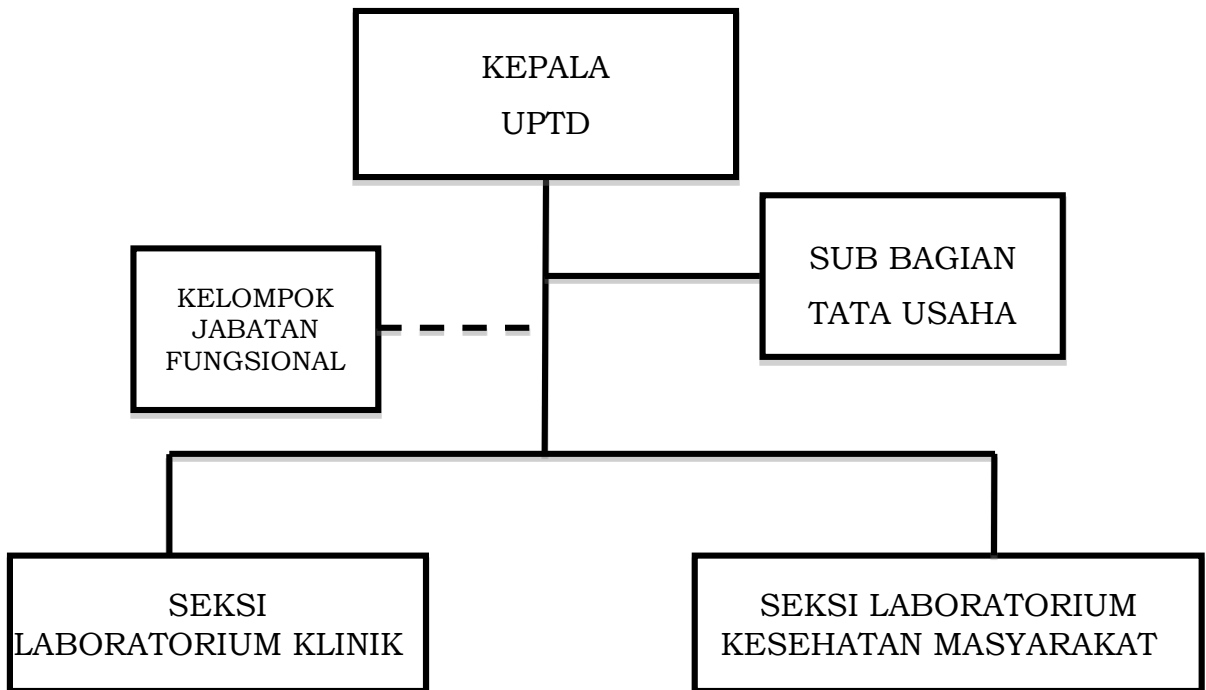 KEPALA
UPTD
SUB BAGIAN
TATA USAHA
KELOMPOK
JABATAN
FUNGSIONAL
SEKSI
LABORATORIUM KLINIK
SEKSI LABORATORIUM
KESEHATAN MASYARAKAT